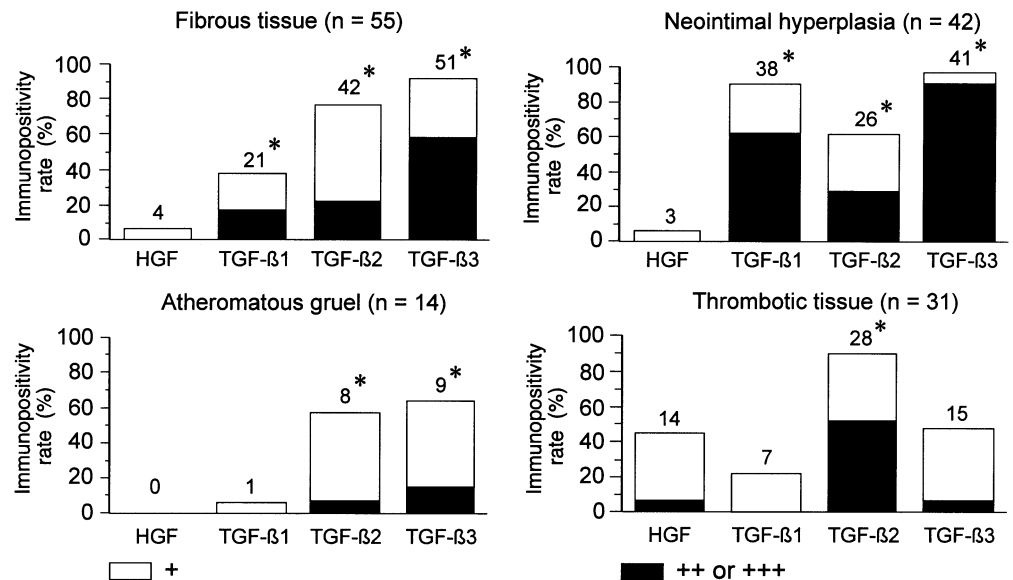 Fibrous tissue (n = 55)
Immunopositivity
rate (%)
100
80
60
40
20
0
4
21*
42*
51*
HGF TGF-ß1 TGF-ß2 TGF-ß3
Neointimal hyperplasia (n = 42)
Immunopositivity
rate (%)
100
80
60
40
20
0
3
38*
26*
41*
HGF TGF-ß1 TGF-ß2 TGF-ß3
Atheromatous gruel (n = 14)
Immunopositivity
rate (%)
100
80
60
40
20
0
0
1
8*
9*
HGF TGF-ß1 TGF-ß2 TGF-ß3
Thrombotic tissue (n = 31)
Immunopositivity
rate (%)
100
80
60
40
20
0
14
7
28*
15
HGF TGF-ß1 TGF-ß2 TGF-ß3
+
++ or +++